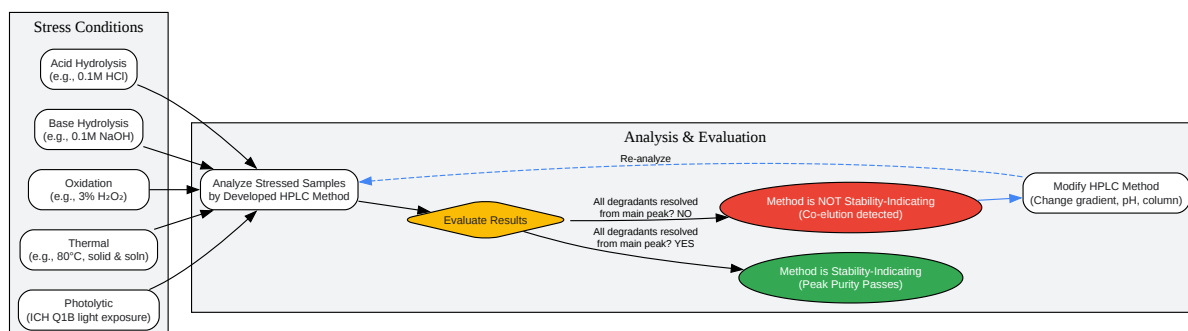 Stress Conditions
Acid Hydrolysis
(e.g., 0.1M HCl)
Base Hydrolysis
(e.g., 0.1M NaOH)
Oxidation
(e.g., 3% H₂O₂)
Thermal
(e.g., 80°C, solid & soln)
Photolytic
(ICH Q1B light exposure)
Analysis & Evaluation
Re-analyze
Analyze Stressed Samples
by Developed HPLC Method
Evaluate Results
All degradants resolved
from main peak? NO
All degradants resolved
from main peak? YES
Method is NOT Stability-Indicating
(Co-elution detected)
Method is Stability-Indicating
(Peak Purity Passes)
Modify HPLC Method
(Change gradient, pH, column)